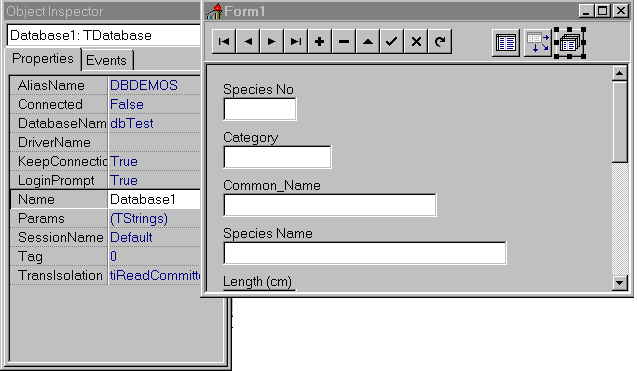 Object Inspector
Database1: TDatabase
Properties Events
AliasName DBDEMOS
Connected False
DatabaseNam dbTest
DriverName
KeepConnectic True
LoginPrompt True
Name Database1
Params (TStrings)
SessionName Default
Tag 0
TransIsolation tiReadCommitte
Form1
Species No
Category
Common_Name
Species Name
Length (cm)